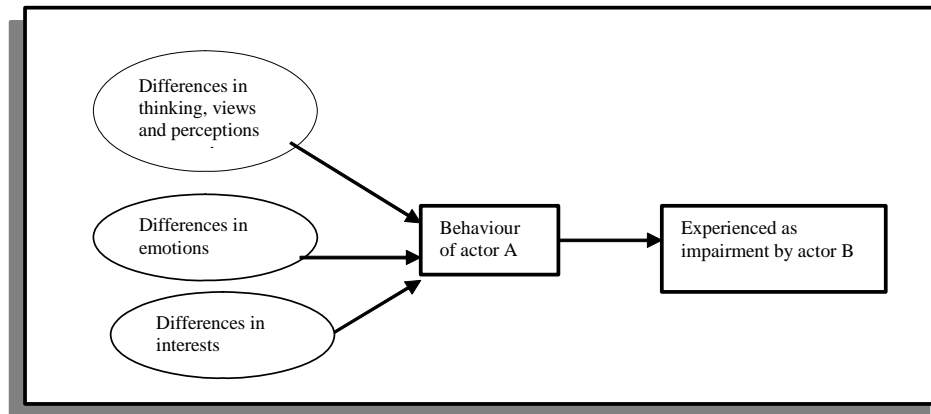 Differences in
thinking, views
and perceptions
Differences in
emotions
Differences in
interests
Behaviour
of actor A
Experienced as
impairment by actor B